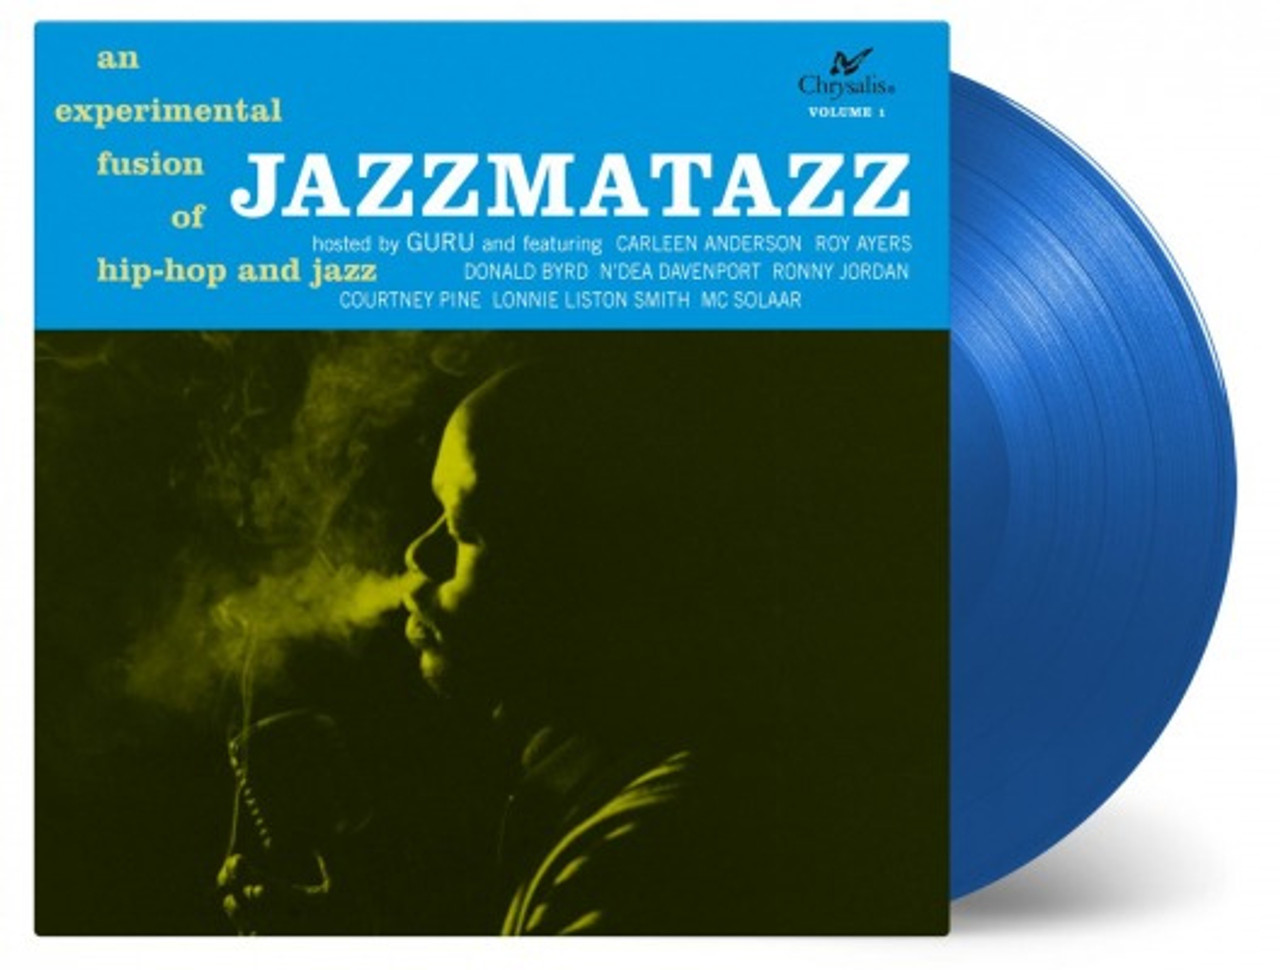 an
experimental
fusion
of
hip-hop and jazz
Chrysalis®
VOLUME 1
JAZZMATAZZ
hosted by GURU and featuring CARLEEN ANDERSON ROY AYERS
DONALD BYRD N'DEA DAVENPORT RONNY JORDAN
COURTNEY PINE LONNIE LISTON SMITH MC SOLAAR